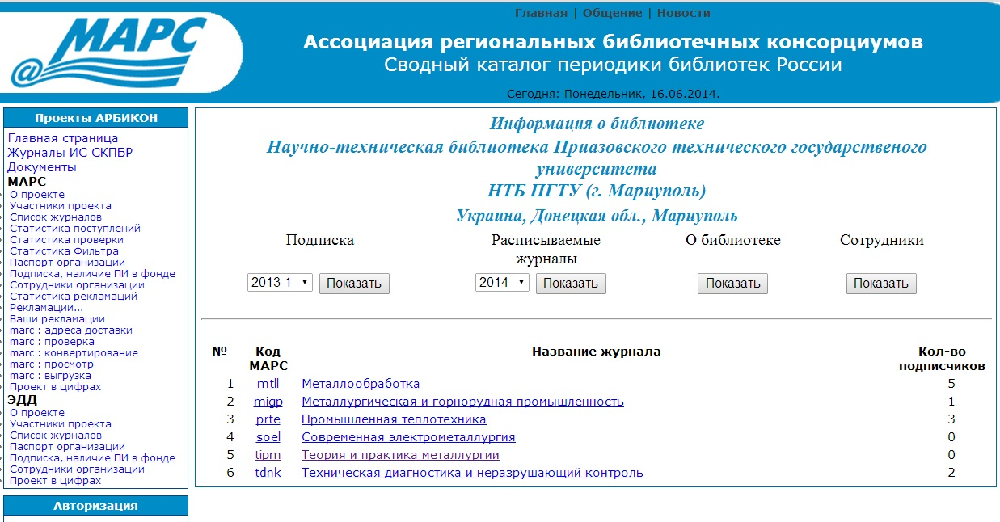 Главная | Общение | Новости
@МАРС
Ассоциация региональных библиотечных консорциумов
Сводный каталог периодики библиотек России
Сегодня: Понедельник, 16.06.2014.
Проекты АРБИКОН
Главная страница
Журналы ИС СКПБР
Документы
МАРС
О проекте
Участники проекта
Список журналов
Статистика поступлений
Статистика проверки
Статистика Фильтра
Паспорт организации
Подписка, наличие ПИ в фонде
Сотрудники организации
Статистика рекламаций
Рекламации...
Ваши рекламации
marc : адреса доставки
marc : проверка
marc : конвертирование
marc : просмотр
marc : выгрузка
Проект в цифрах
ЭДД
О проекте
Участники проекта
Список журналов
Паспорт организации
Подписка, наличие ПИ в фонде
Сотрудники организации
Проект в цифрах
Авторизация
Информация о библиотеке
Научно-техническая библиотека Приазовского технического государственого
университета
НТБ ПГТУ (г. Мариуполь)
Украина, Донецкая обл., Мариуполь
Подписка Расписываемые О библиотеке Сотрудники
журналы
2013-1 Показать 2014 Показать Показать Показать
№ Код Название журнала Кол-во
МАРС подписчиков
1 mtll Металлообработка 5
2 migp Металлургическая и горнорудная промышленность 1
3 prte Промышленная теплотехника 3
4 soel Современная электрометаллургия 0
5 tipm Теория и практика металлургии 0
6 tdnk Техническая диагностика и неразрушающий контроль 2